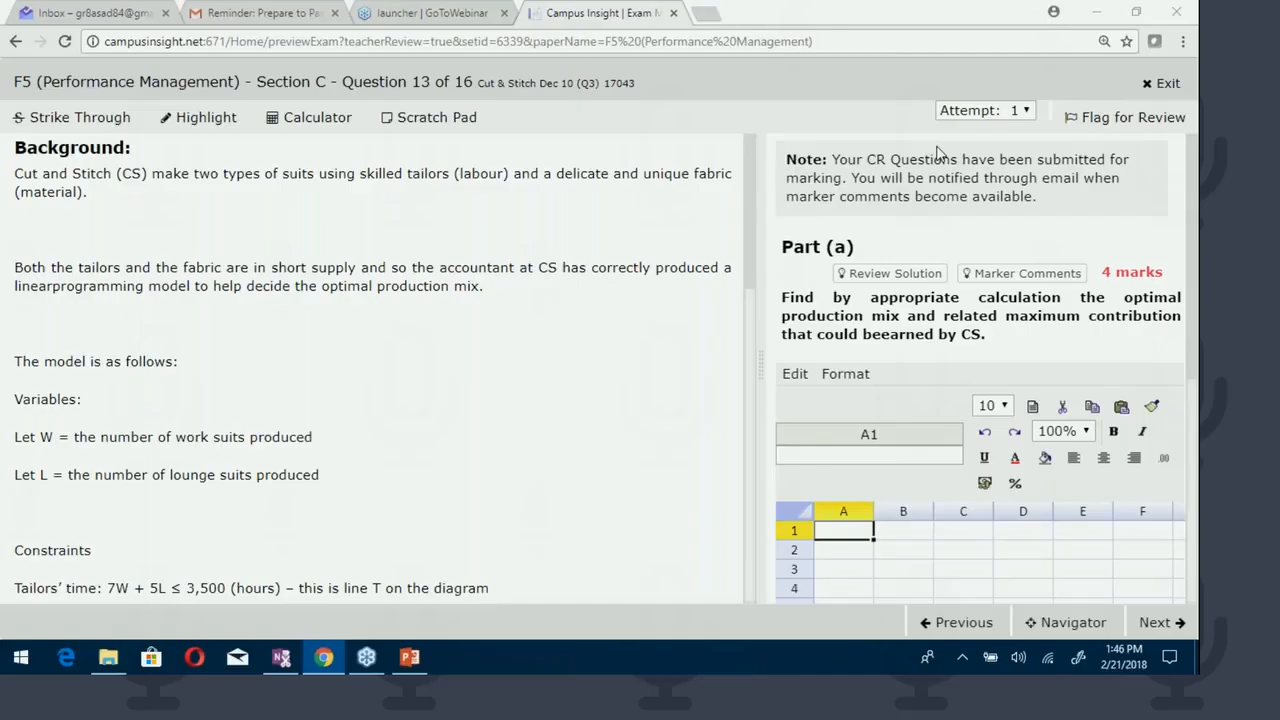 Inbox – gr8asad84@gma
Reminder: Prepare to Pas
launcher | GoToWebinar
Campus Insight | Exam M
campusinsight.net:671/Home/previewExam?teacherReview=true&setid=6339&paperName=F5%20(Performance%20Management)
F5 (Performance Management) - Section C - Question 13 of 16 Cut & Stitch Dec 10 (Q3) 17043
Exit
Strike Through
Highlight
Calculator
Scratch Pad
Attempt: 1
Flag for Review
Background:
Cut and Stitch (CS) make two types of suits using skilled tailors (labour) and a delicate and unique fabric
(material).
Both the tailors and the fabric are in short supply and so the accountant at CS has correctly produced a
linearprogramming model to help decide the optimal production mix.
The model is as follows:
Variables:
Let W = the number of work suits produced
Let L = the number of lounge suits produced
Constraints
Tailors’ time: 7W + 5L ≤ 3,500 (hours) – this is line T on the diagram
Note: Your CR Questions have been submitted for
marking. You will be notified through email when
marker comments become available.
Part (a)
Review Solution
Marker Comments
4 marks
Find by appropriate calculation the optimal
production mix and related maximum contribution
that could beearned by CS.
Edit Format
10
A1
100%
B I
U A .00
%
A B C D E F
1
2
3
4
Previous
Navigator
Next
1:46 PM
2/21/2018